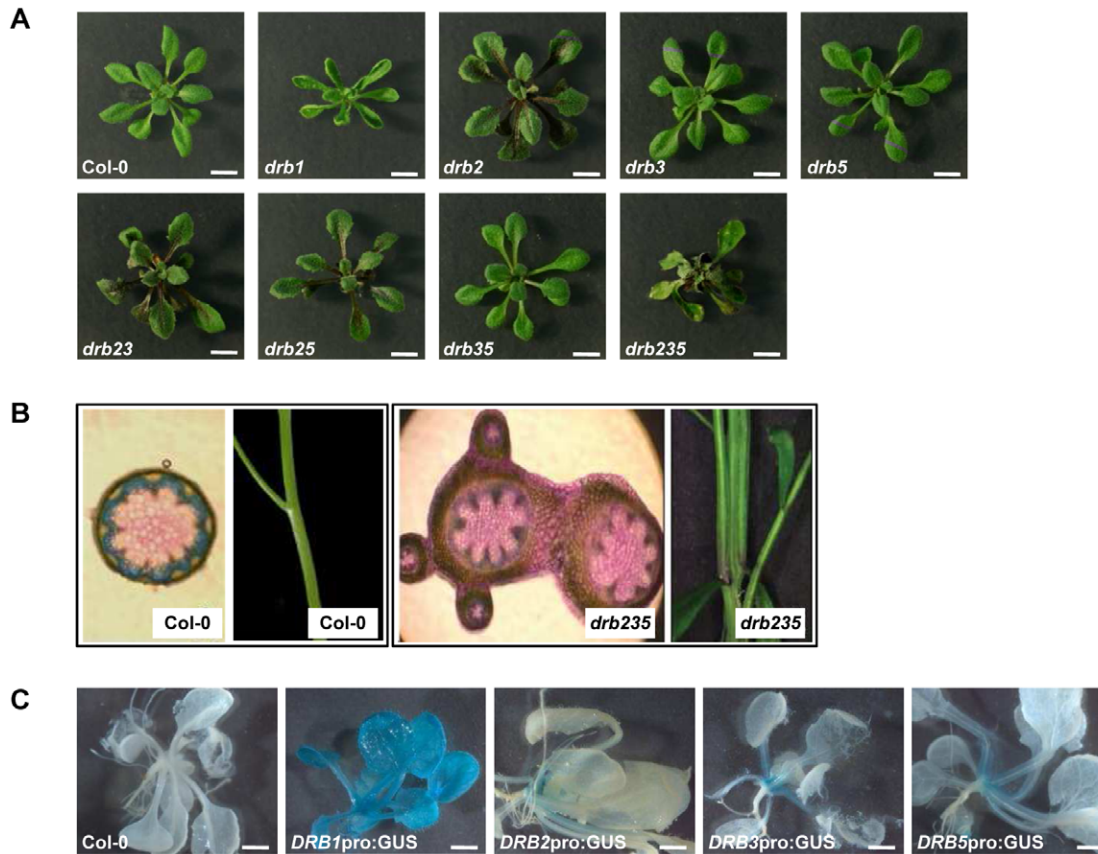 A
Col-0
drb1
drb2
drb3
drb5
drb23
drb25
drb35
drb235
B
Col-0
Col-0
drb235
drb235
C
Col-0
DRB1pro:GUS
DRB2pro:GUS
DRB3pro:GUS
DRB5pro:GUS